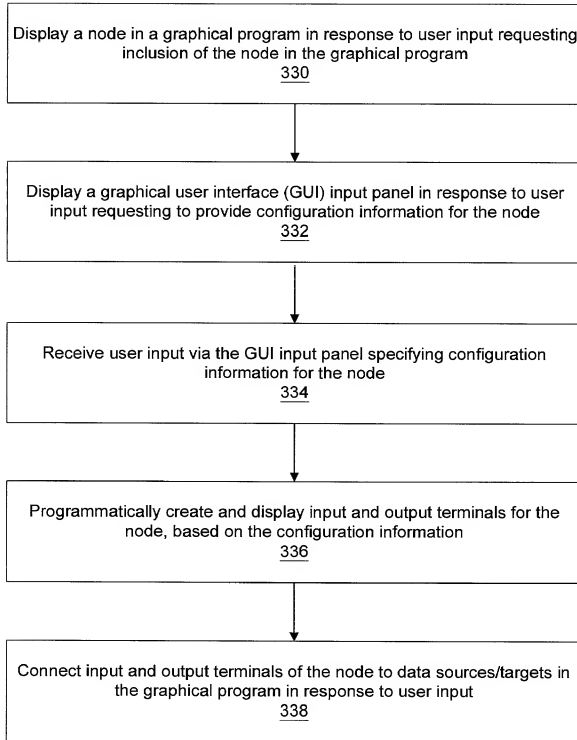 Display a node in a graphical program in response to user input requesting
inclusion of the node in the graphical program
330
Display a graphical user interface (GUI) input panel in response to user
input requesting to provide configuration information for the node
332
Receive user input via the GUI input panel specifying configuration
information for the node
334
Programmatically create and display input and output terminals for the
node, based on the configuration information
336
Connect input and output terminals of the node to data sources/targets in
the graphical program in response to user input
338